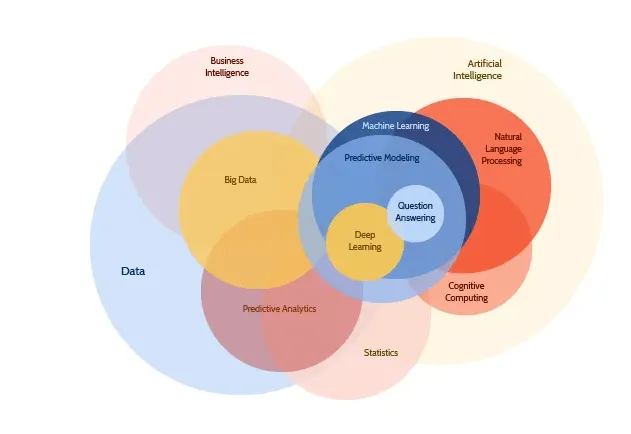 Business
Intelligence
Artificial
Intelligence
Machine Learning
Natural
Language
Processing
Predictive Modeling
Big Data
Question
Answering
Deep
Learning
Data
Cognitive
Computing
Predictive Analytics
Statistics